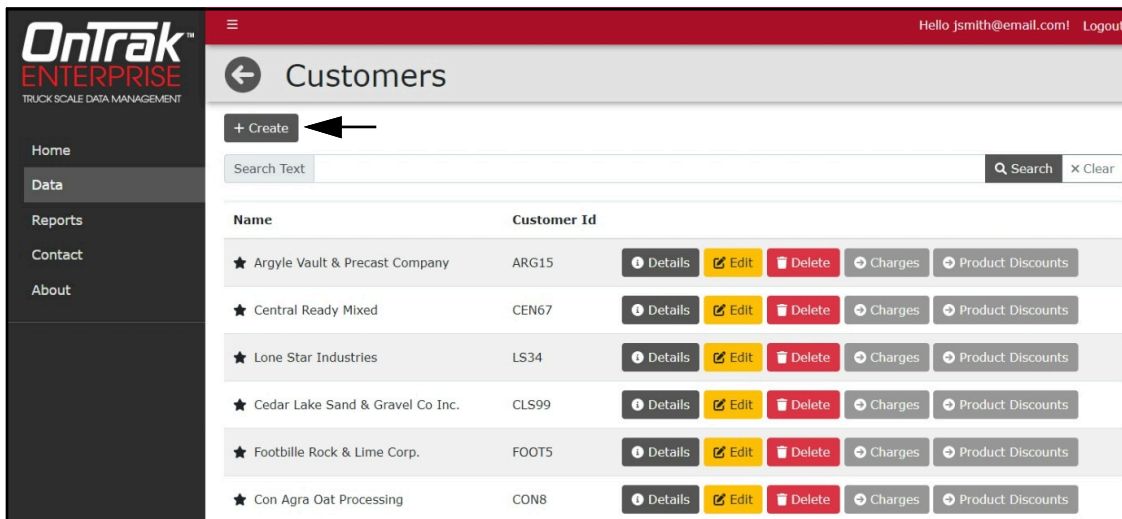 OnTrak™
ENTERPRISE
TRUCK SCALE DATA MANAGEMENT
Home
Data
Reports
Contact
About
Hello jsmith@email.com! Logout
Customers
+ Create
Search Text Search × Clear
Name Customer Id
Argyle Vault & Precast Company ARG15 Details Edit Delete Charges Product Discounts
Central Ready Mixed CEN67 Details Edit Delete Charges Product Discounts
Lone Star Industries LS34 Details Edit Delete Charges Product Discounts
Cedar Lake Sand & Gravel Co Inc. CLS99 Details Edit Delete Charges Product Discounts
Footbille Rock & Lime Corp. FOOT5 Details Edit Delete Charges Product Discounts
Con Agra Oat Processing CON8 Details Edit Delete Charges Product Discounts